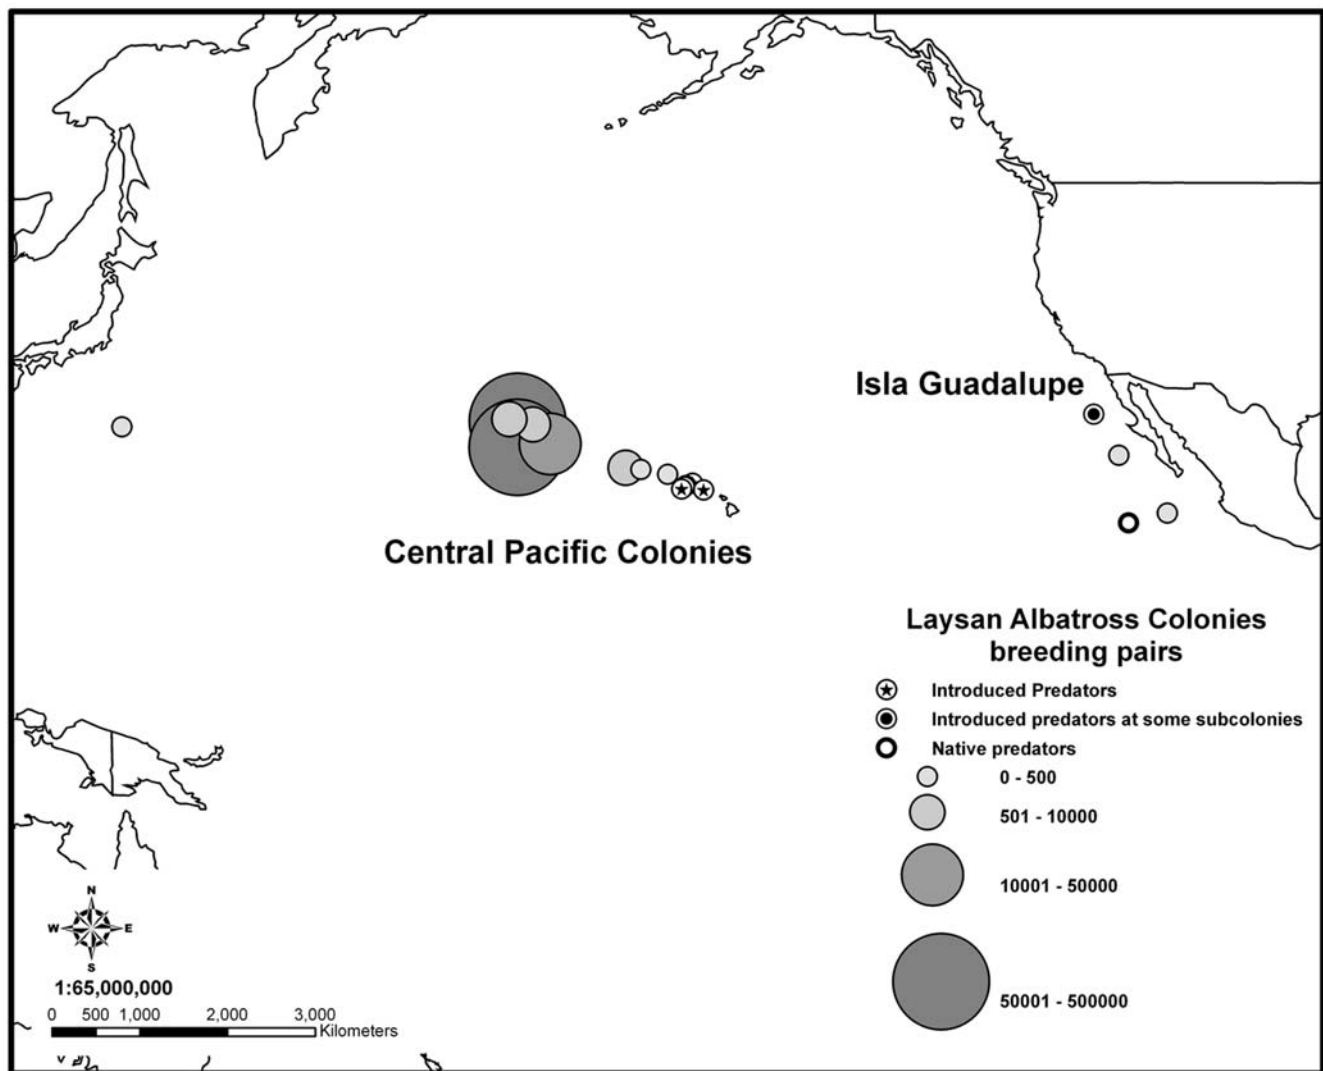 Isla Guadalupe
Central Pacific Colonies
Laysan Albatross Colonies
breeding pairs
Introduced Predators
Introduced predators at some subcolonies
Native predators
0 - 500
501 - 10000
10001 - 50000
50001 - 500000
N
W E
S
1:65,000,000
0 500 1,000 2,000 3,000
Kilometers